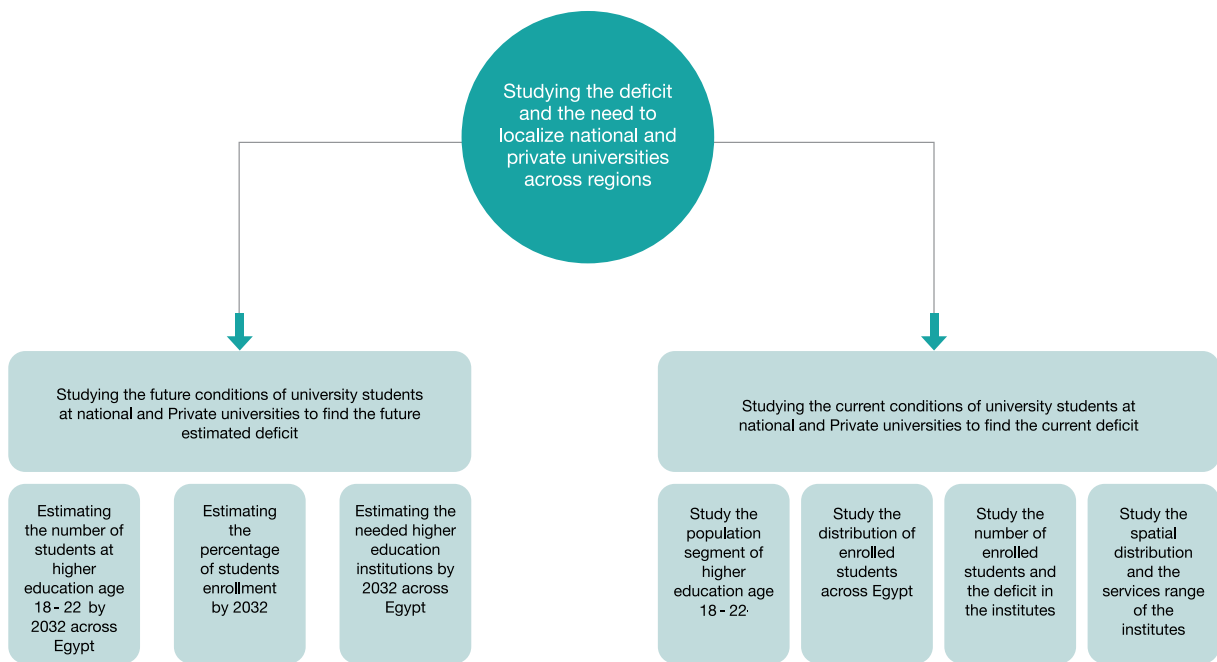 Studying the deficit
and the need to
localize national and
private universities
across regions
Studying the future conditions of university students
at national and Private universities to find the future
estimated deficit
Estimating
the number of
students at
higher
education age
18 - 22 by
2032 across
Egypt
Estimating
the
percentage
of students
enrollment
by 2032
Estimating the
needed higher
education
institutions by
2032 across
Egypt
Studying the current conditions of university students at
national and Private universities to find the current deficit
Study the
population
segment of
higher
education age
18 - 22
Study the
distribution of
enrolled
students
across Egypt
Study the
number of
enrolled
students and
the deficit in
the institutes
Study the
spatial
distribution
and the
services range
of the
institutes